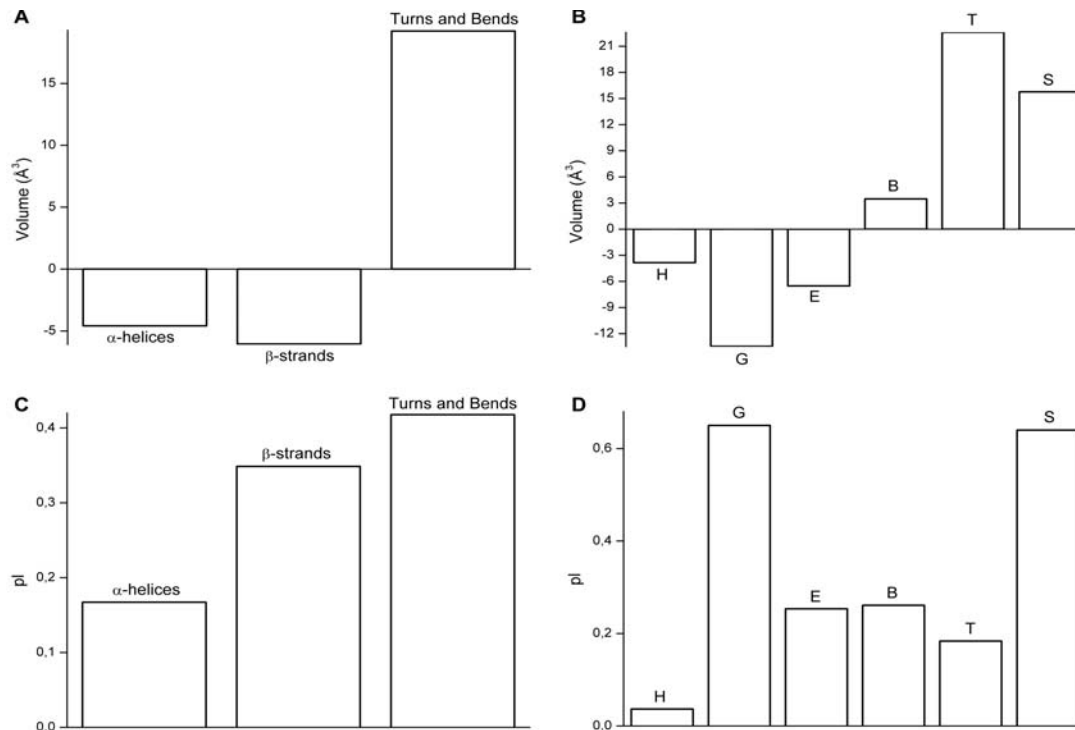 A
Turns and Bends
15
10
5
0
-5
Volume (Å³)
α-helices
β-strands
B
T
S
21
18
15
12
9
6
3
0
-3
-6
-9
-12
Volume (Å³)
B
H
E
G
C
Turns and Bends
β-strands
α-helices
0,4
0,3
0,2
0,1
0.0
pI
D
G
S
0,6
0,4
0,2
0.0
pI
E
B
T
H